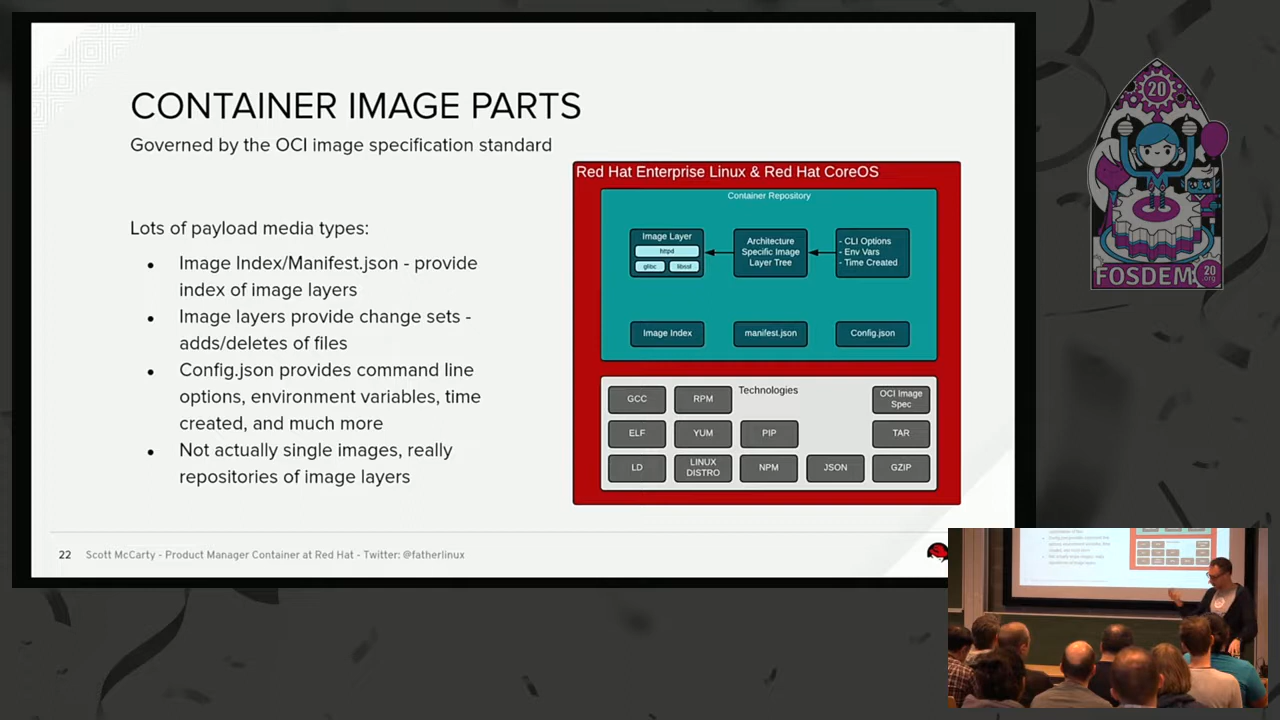 CONTAINER IMAGE PARTS
Governed by the OCI image specification standard
Lots of payload media types:
● Image Index/Manifest.json - provide
index of image layers
● Image layers provide change sets -
adds/deletes of files
● Config.json provides command line
options, environment variables, time
created, and much more
● Not actually single images, really
repositories of image layers
Red Hat Enterprise Linux & Red Hat CoreOS
Container Repository
Image Layer
httpd
glibc
libssl
Architecture
Specific Image
Layer Tree
- CLI Options
- Env Vars
- Time Created
Image Index
manifest.json
Config.json
Technologies
GCC
RPM
OCI Image
Spec
ELF
YUM
PIP
TAR
LD
LINUX
DISTRO
NPM
JSON
GZIP
22 Scott McCarty - Product Manager Container at Red Hat - Twitter: @fatherlinux
20
FOSDEM
20
.org